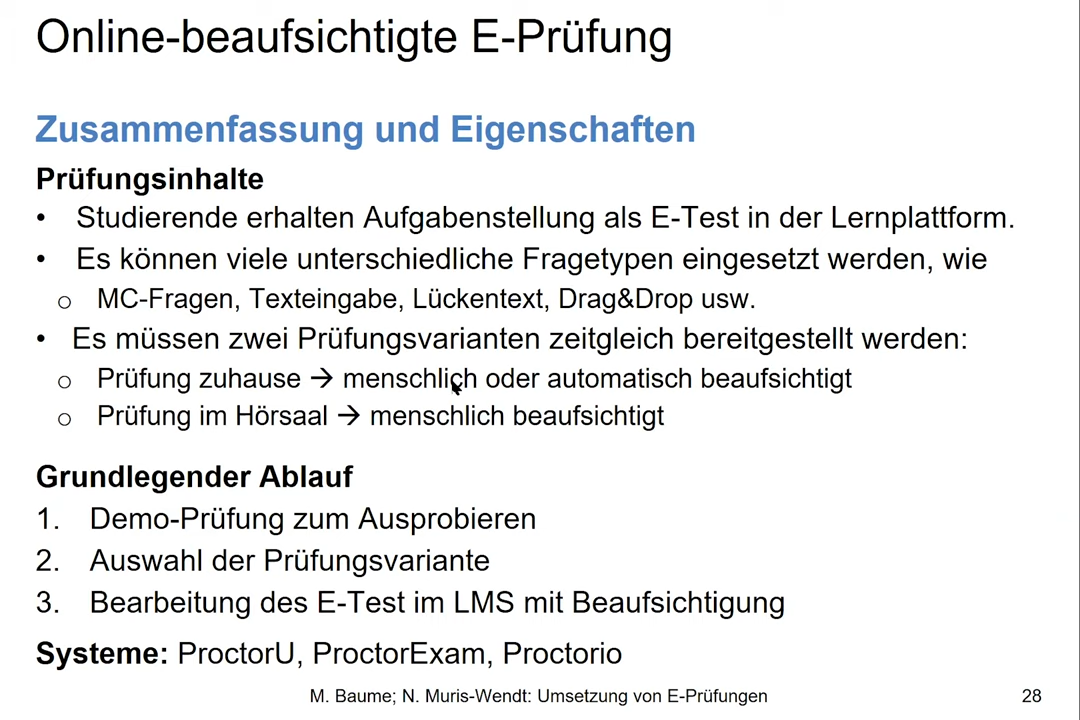 Online-beaufsichtigte E-Prüfung
Zusammenfassung und Eigenschaften
Prüfungsinhalte
• Studierende erhalten Aufgabenstellung als E-Test in der Lernplattform.
• Es können viele unterschiedliche Fragetypen eingesetzt werden, wie
o MC-Fragen, Texteingabe, Lückentext, Drag&Drop usw.
• Es müssen zwei Prüfungsvarianten zeitgleich bereitgestellt werden:
o Prüfung zuhause → menschlich oder automatisch beaufsichtigt
o Prüfung im Hörsaal → menschlich beaufsichtigt
Grundlegender Ablauf
1. Demo-Prüfung zum Ausprobieren
2. Auswahl der Prüfungsvariante
3. Bearbeitung des E-Test im LMS mit Beaufsichtigung
Systeme: ProctorU, ProctorExam, Proctorio
M. Baume; N. Muris-Wendt: Umsetzung von E-Prüfungen 28